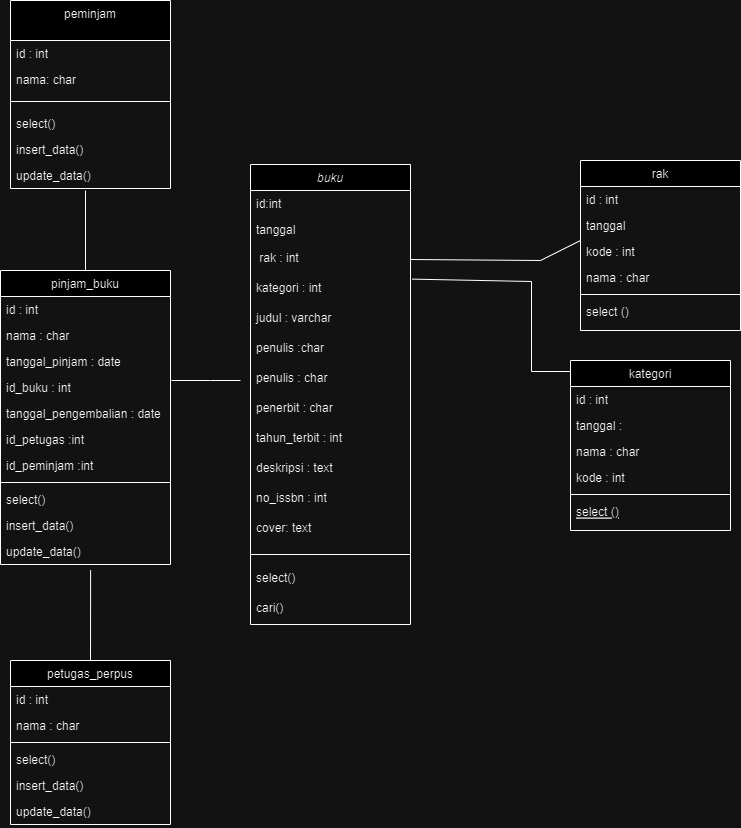 peminjam
id : int
nama: char
select()
insert_data()
update_data()
pinjam_buku
id : int
nama : char
tanggal_pinjam : date
id_buku : int
tanggal_pengembalian : date
id_petugas :int
id_peminjam :int
select()
insert_data()
update_data()
petugas_perpus
id : int
nama : char
select()
insert_data()
update_data()
buku
id:int
tanggal
rak : int
kategori : int
judul : varchar
penulis :char
penulis : char
penerbit : char
tahun_terbit : int
deskripsi : text
no_issbn : int
cover: text
select()
cari()
rak
id : int
tanggal
kode : int
nama : char
select ()
kategori
id : int
tanggal :
nama : char
kode : int
select ()